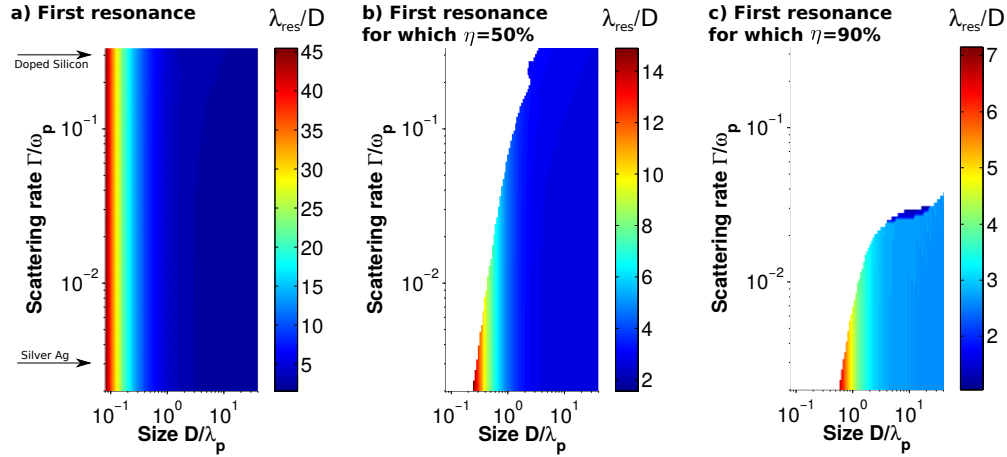 a) First resonance
λres/D
Doped Silicon
Silver Ag
Scattering rate Γ/ωp
10⁻¹
10⁻²
10⁻¹
10⁰
10¹
Size D/λp
45
40
35
30
25
20
15
10
5
b) First resonance
for which η=50%
λres/D
Scattering rate Γ/ωp
10⁻¹
10⁻²
10⁻¹
10⁰
10¹
Size D/λp
14
12
10
8
6
4
2
c) First resonance
for which η=90%
λres/D
Scattering rate Γ/ωp
10⁻¹
10⁻²
10⁻¹
10⁰
10¹
Size D/λp
7
6
5
4
3
2